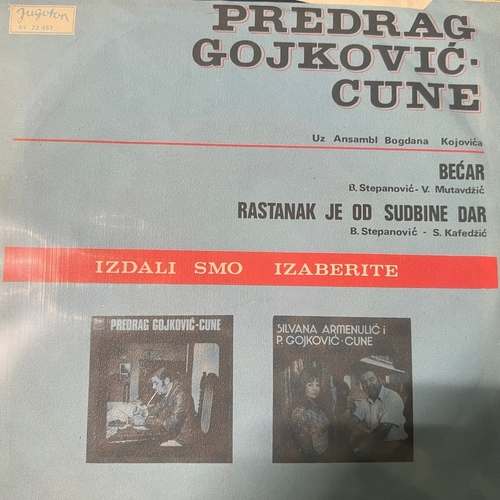 Jugoton
PREDRAG
GOJKOVIĆ-
CUNE
Uz Ansambl Bogdana Kojovića
BEĆAR
B. Stepanović - V. Mutavdžić
RASTANAK JE OD SUDBINE DAR
B. Stepanović - S. Kafedžić
IZDALI SMO IZABERITE
PREDRAG GOJKOVIĆ-CUNE
SILVANA ARMENULIĆ i
P. GOJKOVIĆ-CUNE